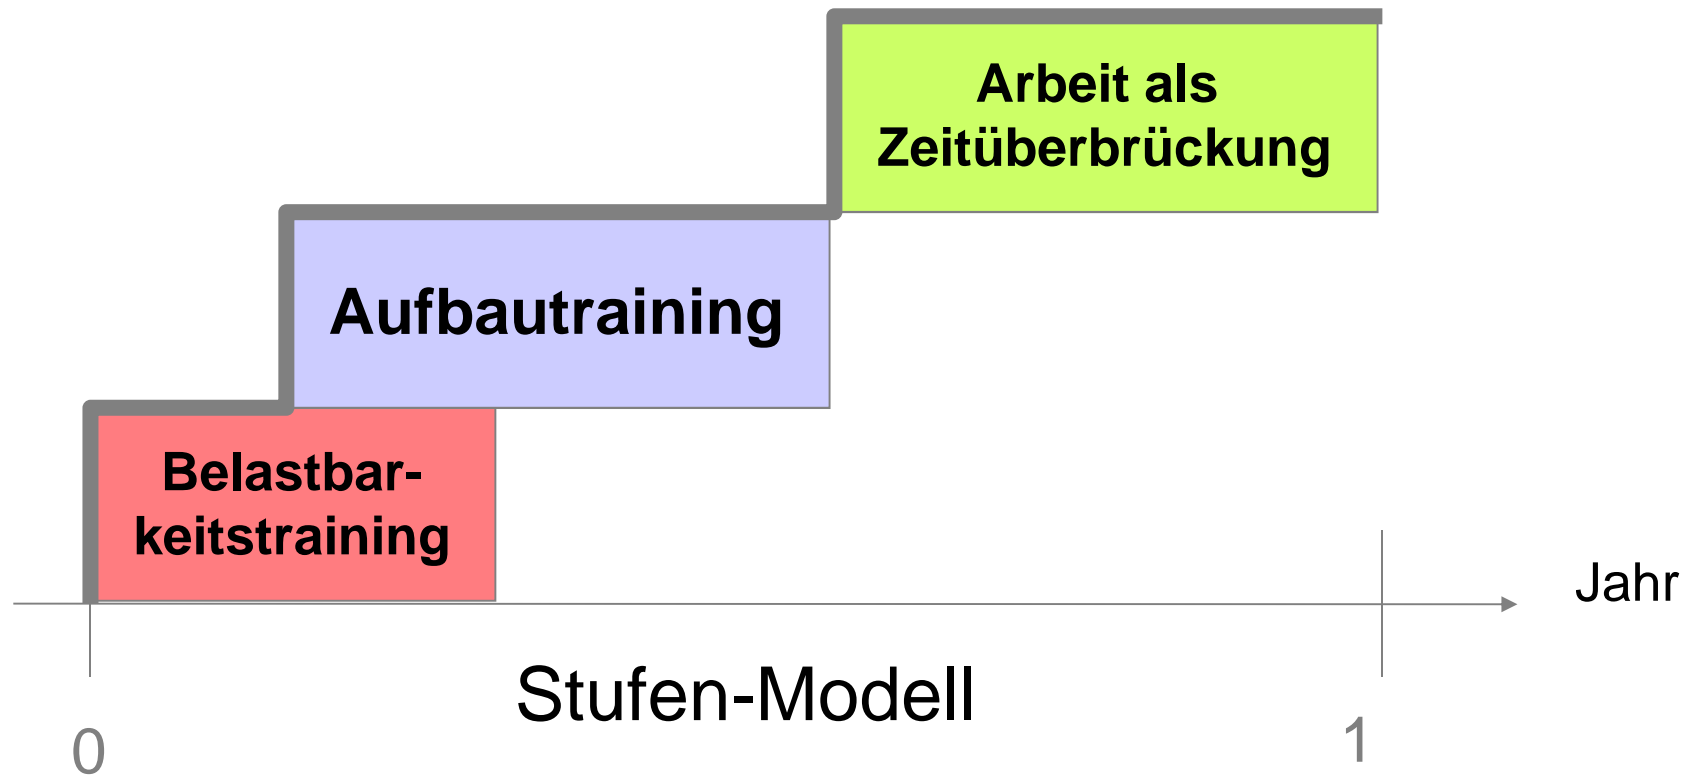 Arbeit als
Zeitüberbrückung
Aufbautraining
Belastbar-
keitstraining
Jahr
Stufen-Modell
0
1